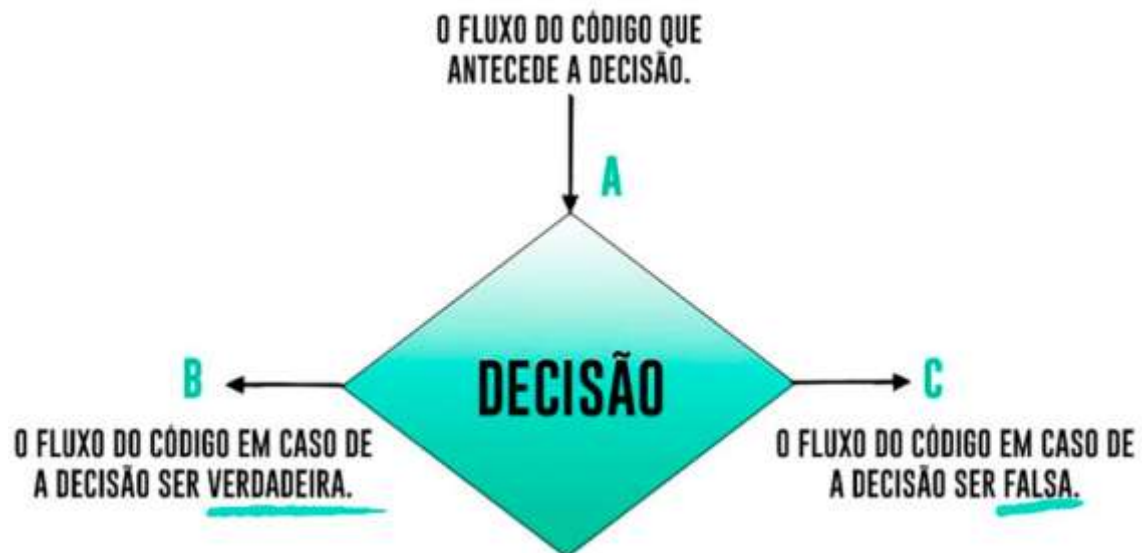 O FLUXO DO CÓDIGO QUE
ANTECEDE A DECISÃO.
A
DECISÃO
B
O FLUXO DO CÓDIGO EM CASO DE
A DECISÃO SER VERDADEIRA.
C
O FLUXO DO CÓDIGO EM CASO DE
A DECISÃO SER FALSA.